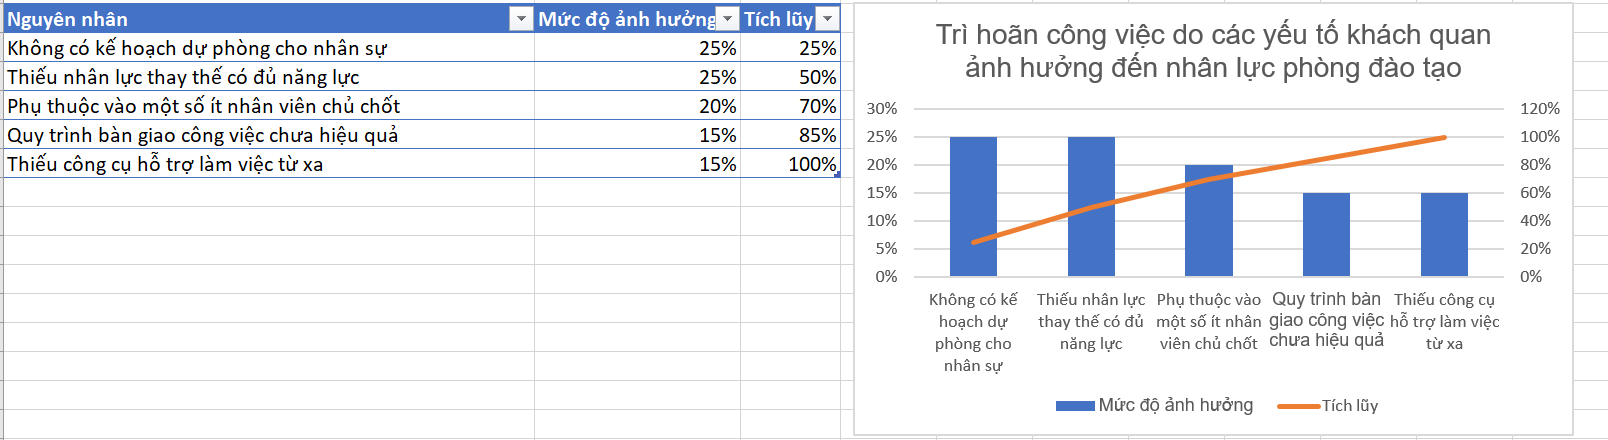 Nguyên nhân Mức độ ảnh hưởng Tích lũy
Không có kế hoạch dự phòng cho nhân sự 25% 25%
Thiếu nhân lực thay thế có đủ năng lực 25% 50%
Phụ thuộc vào một số ít nhân viên chủ chốt 20% 70%
Quy trình bàn giao công việc chưa hiệu quả 15% 85%
Thiếu công cụ hỗ trợ làm việc từ xa 15% 100%
Trì hoãn công việc do các yếu tố khách quan
ảnh hưởng đến nhân lực phòng đào tạo
30% 120%
25% 100%
20% 80%
15% 60%
10% 40%
5% 20%
0% 0%
Không có kế
hoạch dự
phòng cho
nhân sự
Thiếu nhân lực
thay thế có đủ
năng lực
Phụ thuộc vào
một số ít nhân
viên chủ chốt
Quy trình bàn
giao công việc
chưa hiệu quả
Thiếu công cụ
hỗ trợ làm việc
từ xa
Mức độ ảnh hưởng Tích lũy